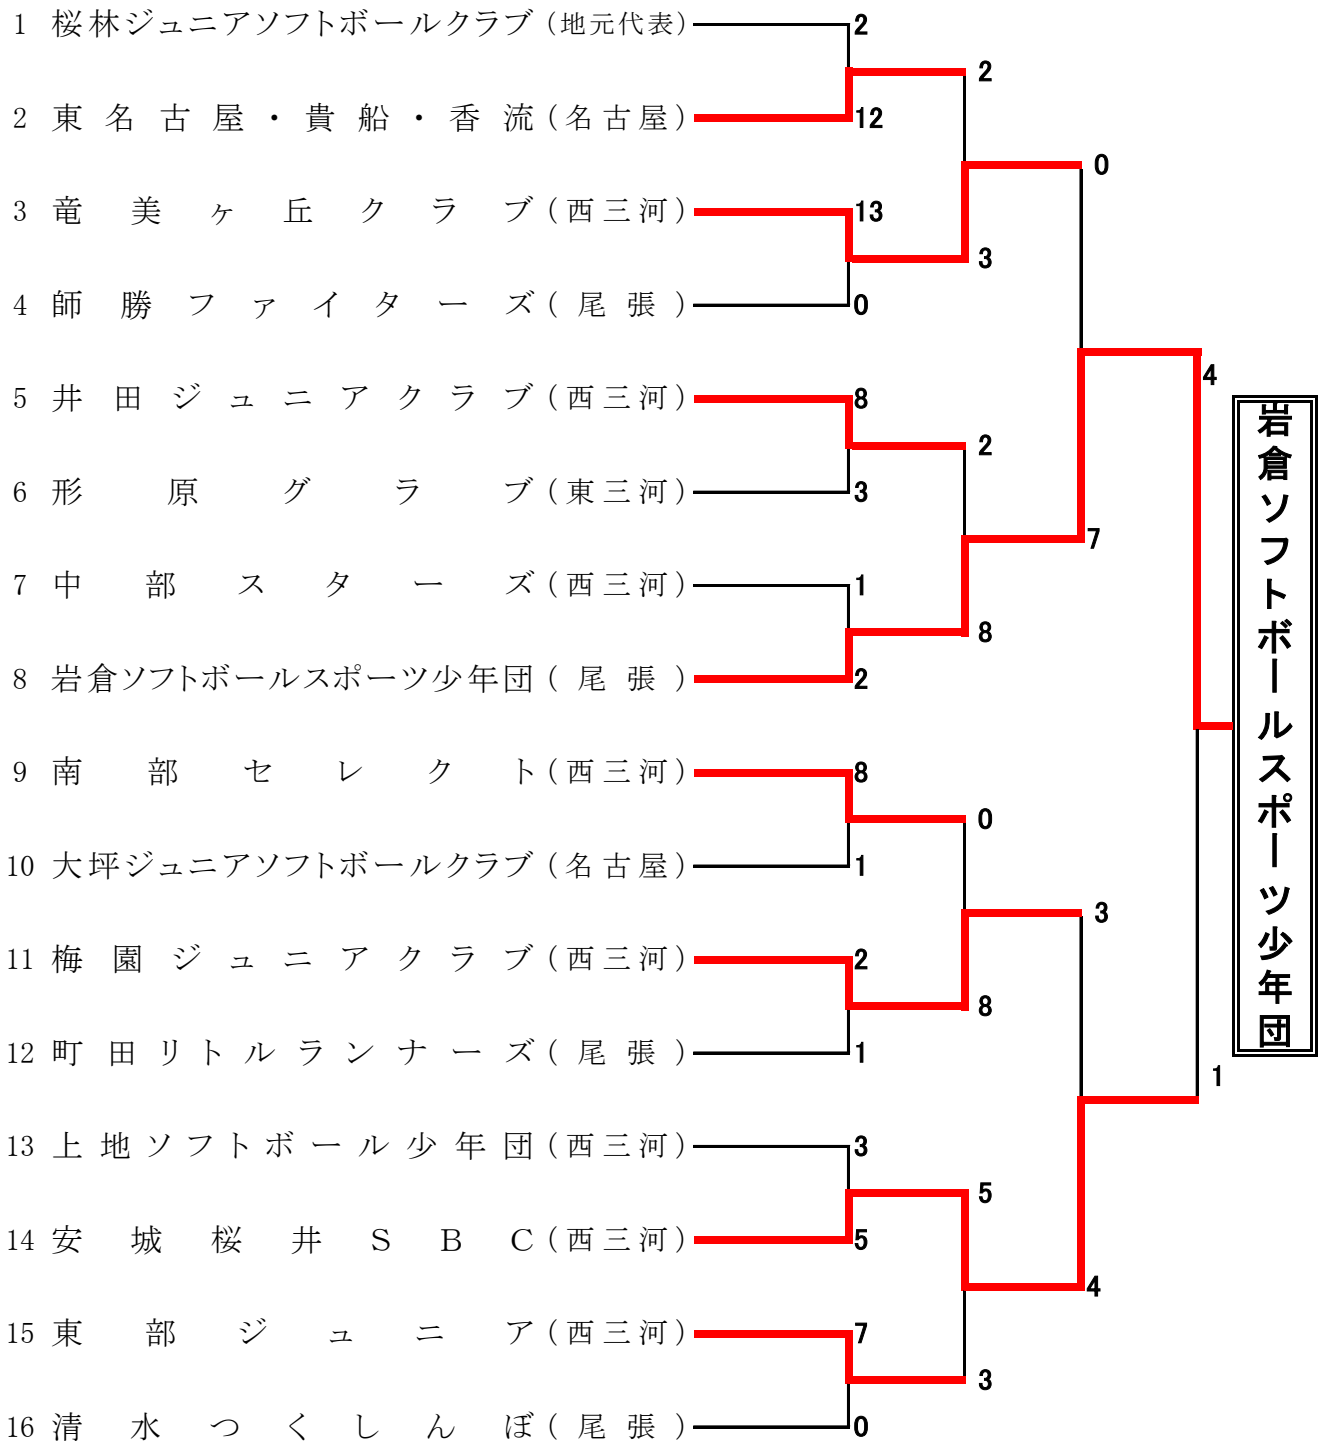 1 桜林ジュニアソフトボールクラブ(地元代表) 2
2
2 東名古屋・貴船・香流(名古屋) 12
0
3 竜美ヶ丘クラブ(西三河) 13
3
4 師勝ファイターズ(尾張) 0
4
5 井田ジュニアクラブ(西三河) 8
2
6 形原グラブ(東三河) 3
7
7 中部スターズ(西三河) 1
8
8 岩倉ソフトボールスポーツ少年団(尾張) 2
岩倉ソフトボールスポーツ少年団
9 南部セレクト(西三河) 8
0
10 大坪ジュニアソフトボールクラブ(名古屋) 1
3
11 梅園ジュニアクラブ(西三河) 2
8
12 町田リトルランナーズ(尾張) 1
1
13 上地ソフトボール少年団(西三河) 3
5
14 安城桜井SBC(西三河) 5
4
15 東部ジュニア(西三河) 7
3
16 清水つくしんぼ(尾張) 0